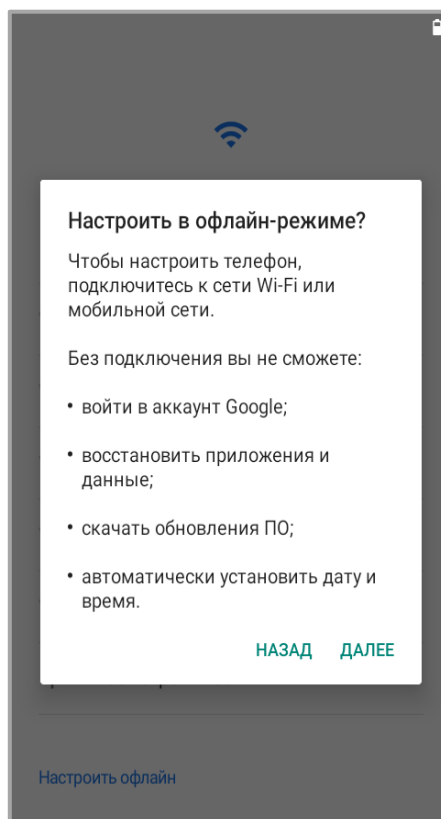 Настроить в офлайн-режиме?
Чтобы настроить телефон,
подключитесь к сети Wi-Fi или
мобильной сети.
Без подключения вы не сможете:
• войти в аккаунт Google;
• восстановить приложения и
данные;
• скачать обновления ПО;
• автоматически установить дату и
время.
НАЗАД ДАЛЕЕ
Настроить офлайн